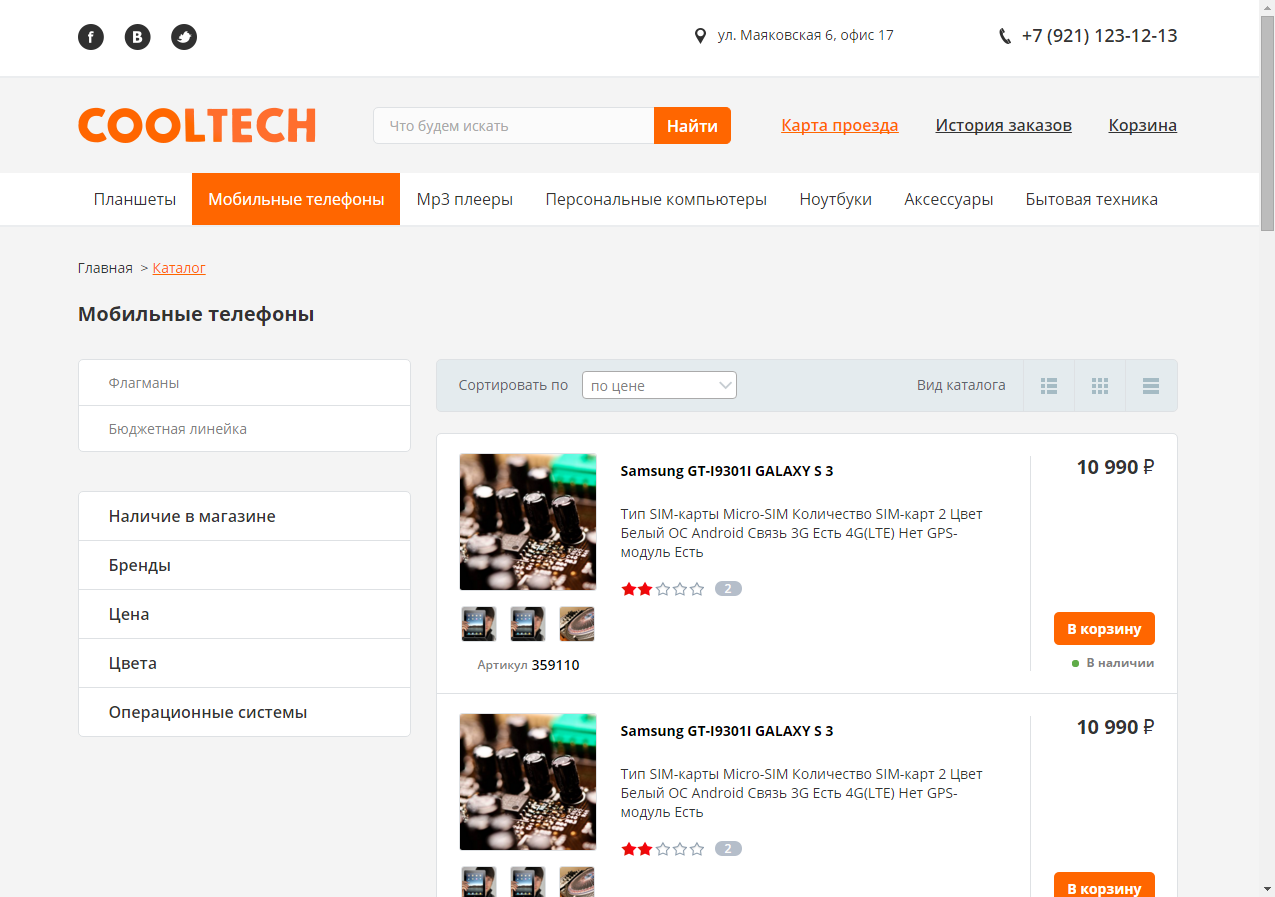 ул. Маяковская 6, офис 17
+7 (921) 123-12-13
COOLTECH
Что будем искать
Найти
Карта проезда
История заказов
Корзина
Планшеты
Мобильные телефоны
Mp3 плееры
Персональные компьютеры
Ноутбуки
Аксессуары
Бытовая техника
Главная > Каталог
Мобильные телефоны
Флагманы
Бюджетная линейка
Наличие в магазине
Бренды
Цена
Цвета
Операционные системы
Сортировать по
по цене
Вид каталога
Samsung GT-I9301I GALAXY S 3
10 990 ₽
Тип SIM-карты Micro-SIM Количество SIM-карт 2 Цвет
Белый ОС Android Связь 3G Есть 4G(LTE) Нет GPS-
модуль Есть
2
В корзину
В наличии
Артикул 359110
Samsung GT-I9301I GALAXY S 3
10 990 ₽
Тип SIM-карты Micro-SIM Количество SIM-карт 2 Цвет
Белый ОС Android Связь 3G Есть 4G(LTE) Нет GPS-
модуль Есть
2
В корзину